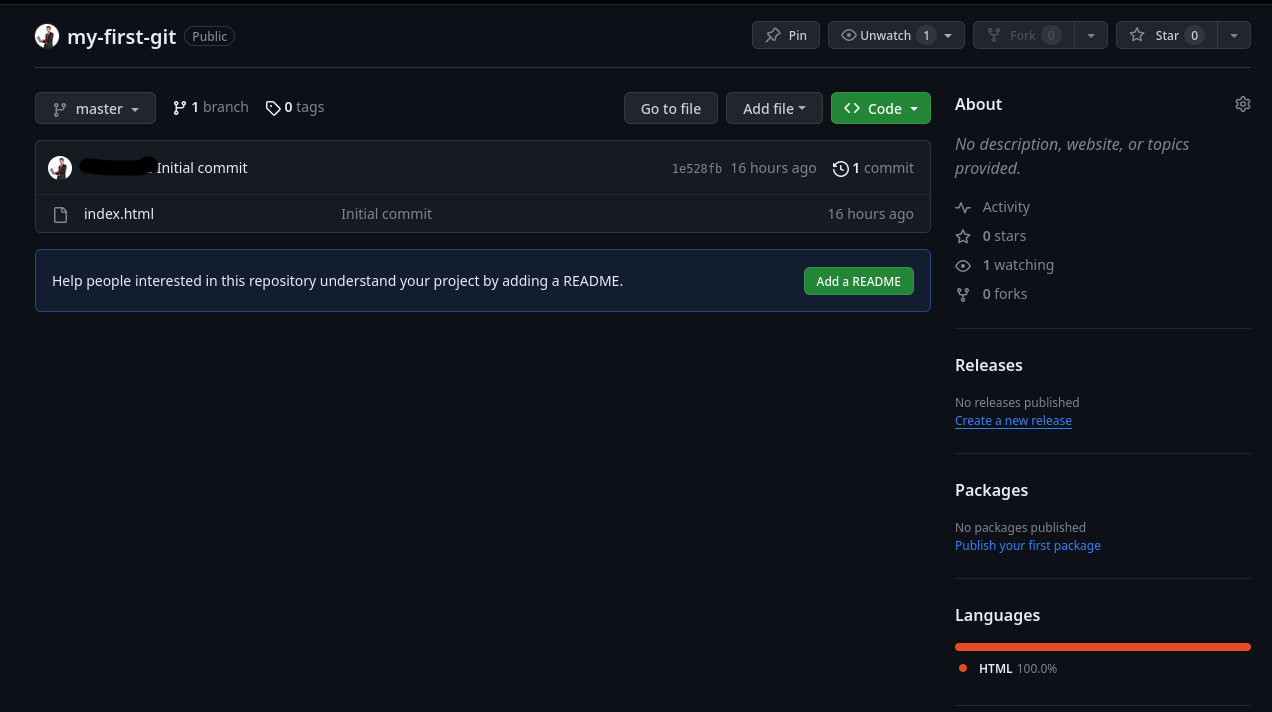 my-first-git Public Pin Unwatch 1 Fork 0 Star 0
master 1 branch 0 tags Go to file Add file Code
Initial commit 1e528fb 16 hours ago 1 commit
index.html Initial commit 16 hours ago
Help people interested in this repository understand your project by adding a README. Add a README
About
No description, website, or topics
provided.
Activity
0 stars
1 watching
0 forks
Releases
No releases published
Create a new release
Packages
No packages published
Publish your first package
Languages
HTML 100.0%